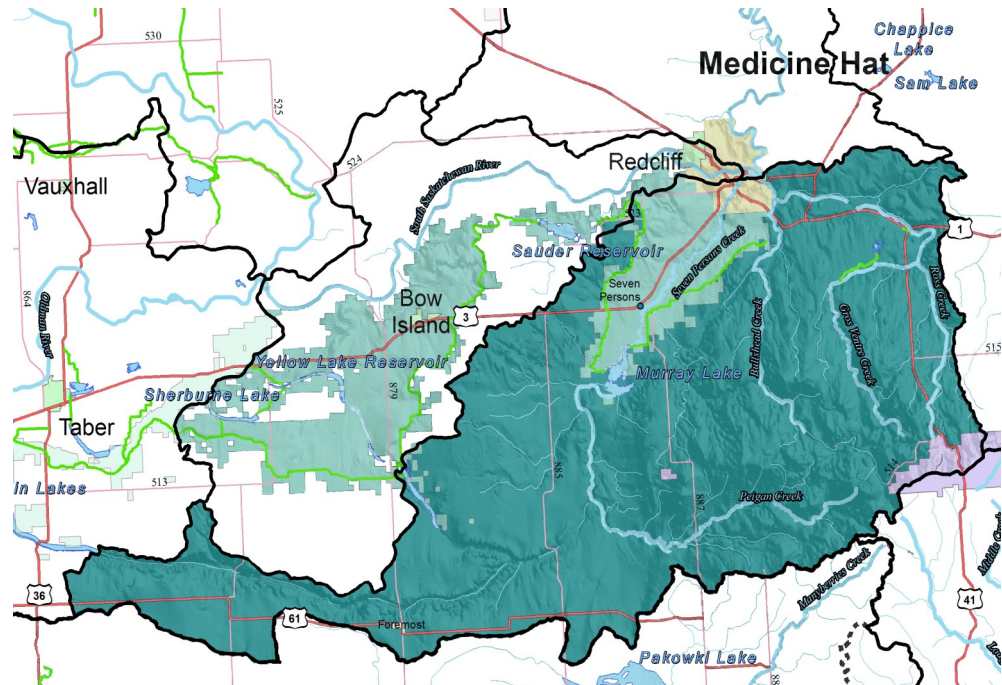 530
Chappice
Lake
Medicine Hat
Sam Lake
525
524
Redcliff
Vauxhall
South Saskatchewan River
1
Sauder Reservoir
Seven Persons Creek
Seven
Persons
864
Oldman River
Bow
Island
3
Ross Creek
Bullshead Creek
Gros Ventre Creek
515
Yellow Lake Reservoir
Murray Lake
Sherburne Lake
879
Taber
513
in Lakes
885
887
514
Peigan Creek
Manyberries Creek
Middle Creek
36
61
Foremost
41
Pakowki Lake